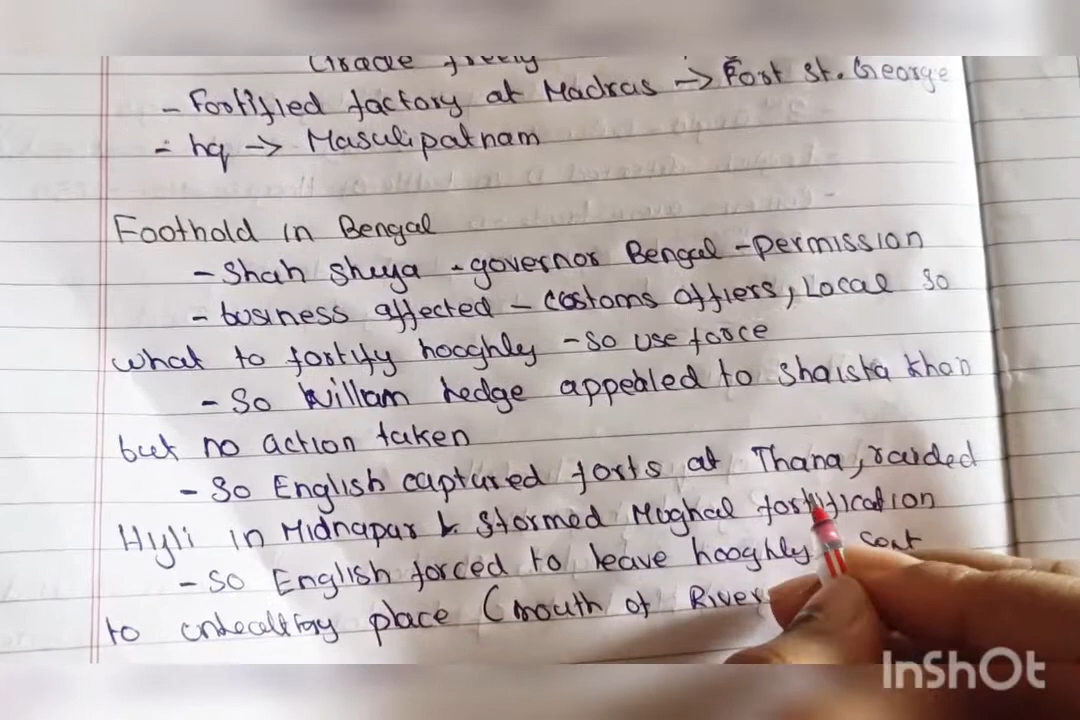 - Fortified factory at Madras → Fort St. George
- hq → Masulipatnam
Foothold in Bengal
- Shah Shuja - governor Bengal - permission
- business affected - customs offiers, Local so
what to fortify hooghly - so use force
- So Willam hedge appealed to Shaista khan
but no action taken
- So English captured forts at Thana, raided
Hijli in Midnapar & Stormed Moghal fortification
- So English forced to leave hooghly sent
to unhealthy place (mouth of River
InShOt